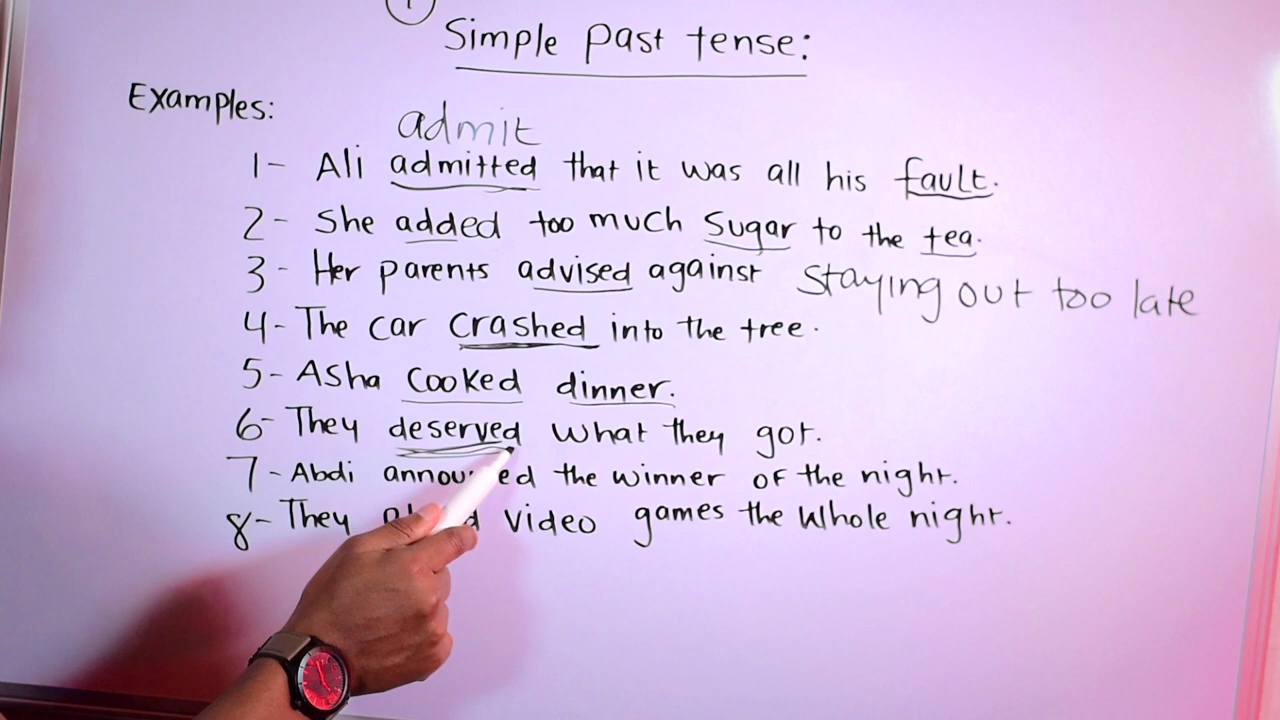 1
Simple past tense:
Examples:
admit
1- Ali admitted that it was all his fault.
2- She added too much Sugar to the tea.
3- Her parents advised against staying out too late
4- The car crashed into the tree.
5- Asha cooked dinner.
6- They deserved what they got.
7- Abdi the winner of the night.
8- They video games the whole night.